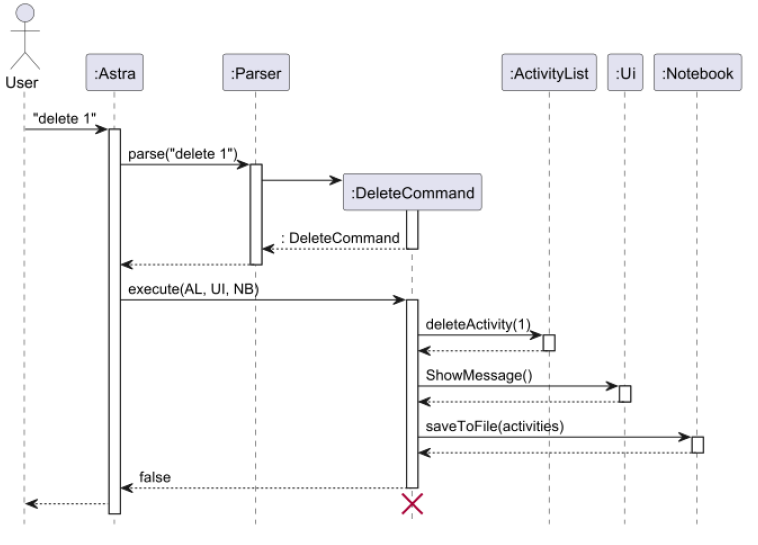 User
:Astra
:Parser
:ActivityList
:Ui
:Notebook
"delete 1"
parse("delete 1")
:DeleteCommand
: DeleteCommand
execute(AL, UI, NB)
deleteActivity(1)
ShowMessage()
saveToFile(activities)
false